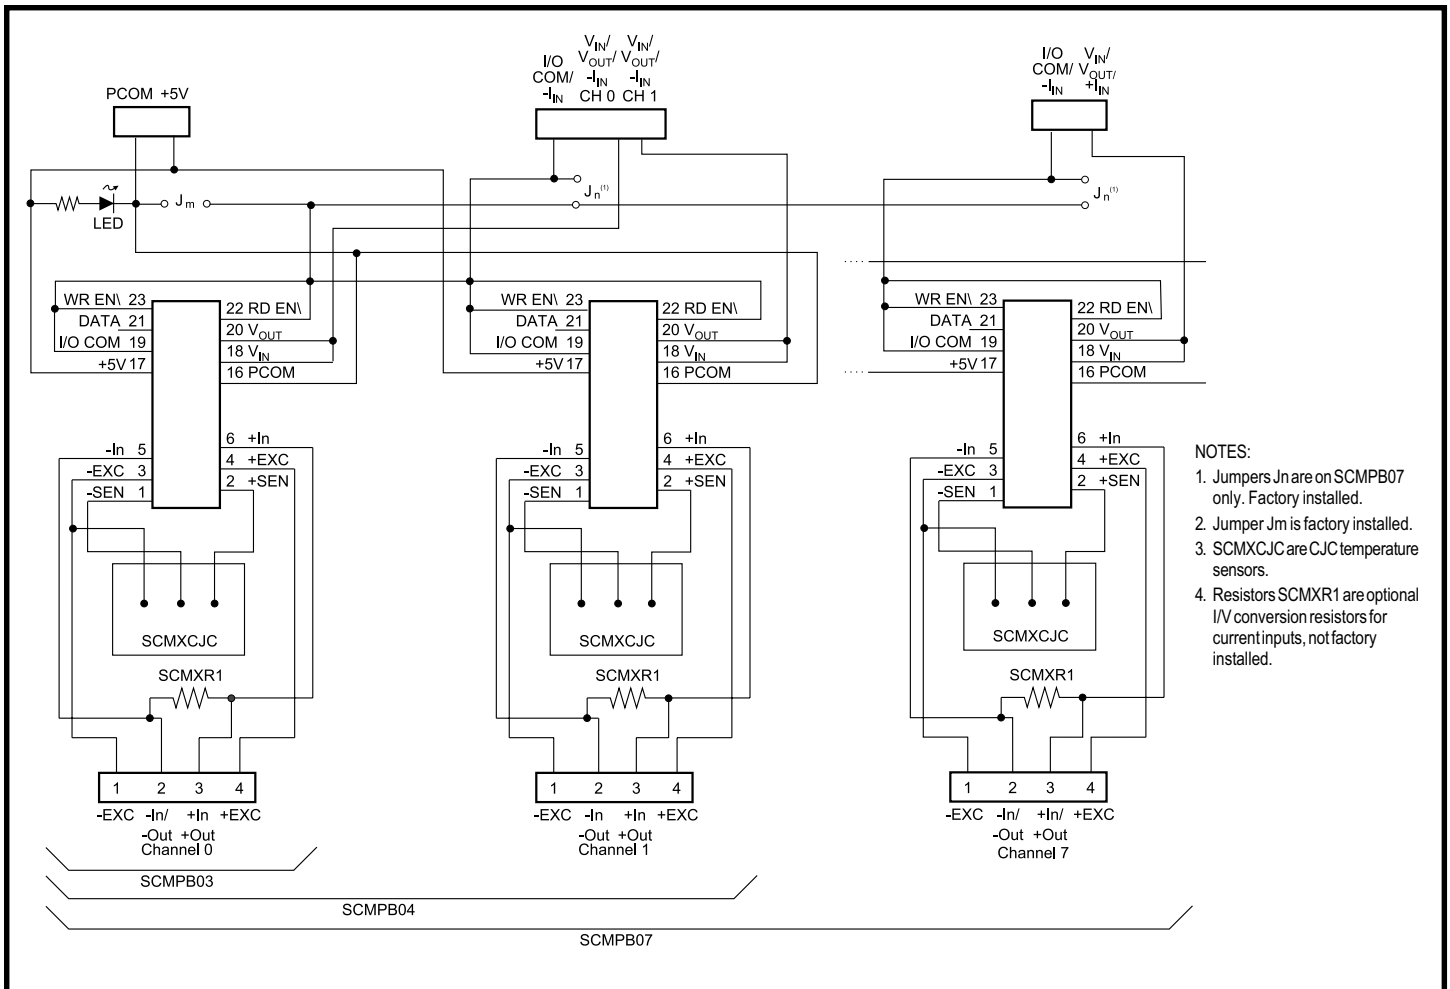 PCOM +5V
I/O COM/ -IIN
VIN/ VOUT/ -IIN CH 0
VIN/ VOUT/ -IIN CH 1
I/O COM/ -IIN
VIN/ VOUT/ +IIN
LED
Jm
Jn(1)
Jn(1)
WR EN\ 23
DATA 21
I/O COM 19
+5V 17
22 RD EN\
20 VOUT
18 VIN
16 PCOM
-In 5
-EXC 3
-SEN 1
6 +In
4 +EXC
2 +SEN
SCMXCJC
SCMXR1
1 2 3 4
-EXC -In/ +In +EXC
-Out +Out
Channel 0
WR EN\ 23
DATA 21
I/O COM 19
+5V 17
22 RD EN\
20 VOUT
18 VIN
16 PCOM
-In 5
-EXC 3
-SEN 1
6 +In
4 +EXC
2 +SEN
SCMXCJC
SCMXR1
1 2 3 4
-EXC -In +In +EXC
-Out +Out
Channel 1
WR EN\ 23
DATA 21
I/O COM 19
+5V 17
22 RD EN\
20 VOUT
18 VIN
16 PCOM
-In 5
-EXC 3
-SEN 1
6 +In
4 +EXC
2 +SEN
SCMXCJC
SCMXR1
1 2 3 4
-EXC -In/ +In/ +EXC
-Out +Out
Channel 7
SCMPB03
SCMPB04
SCMPB07
NOTES:
1. Jumpers Jn are on SCMPB07
only. Factory installed.
2. Jumper Jm is factory installed.
3. SCMXCJC are CJC temperature
sensors.
4. Resistors SCMXR1 are optional
I/V conversion resistors for
current inputs, not factory
installed.